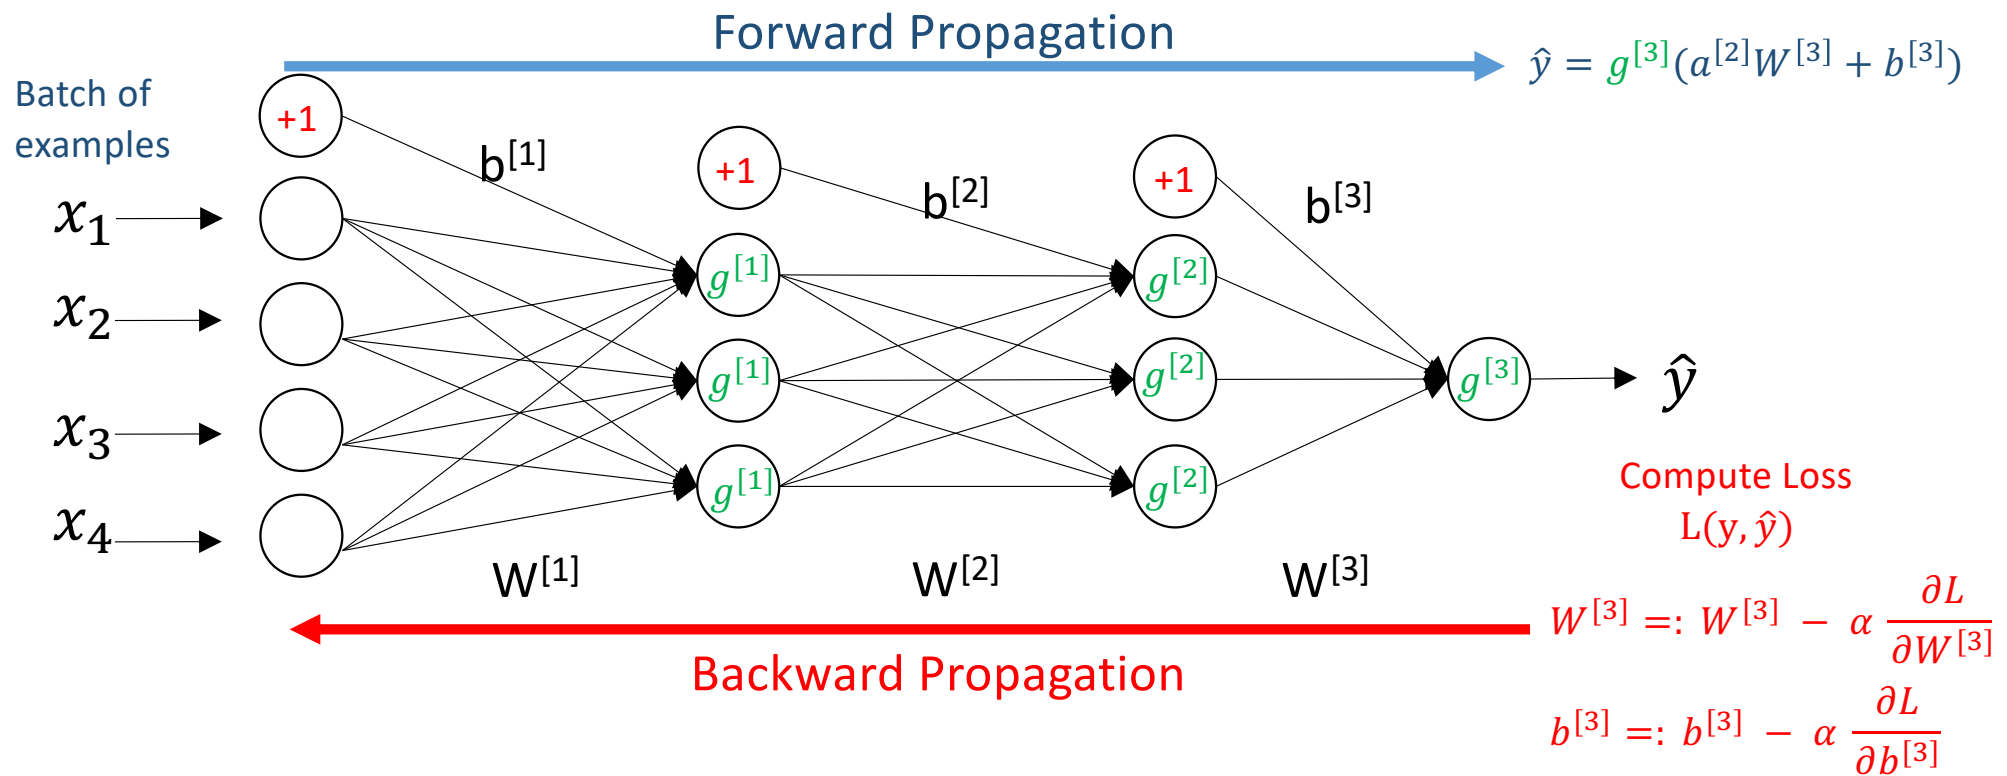 Forward Propagation
ŷ = g^[3](a^[2]W^[3] + b^[3])
Batch of
examples
+1
+1
+1
b^[1]
b^[2]
b^[3]
x₁
x₂
x₃
x₄
g^[1]
g^[1]
g^[1]
g^[2]
g^[2]
g^[2]
g^[3]
ŷ
Compute Loss
L(y, ŷ)
W^[1]
W^[2]
W^[3]
Backward Propagation
W^[3] =: W^[3] − α ∂L/∂W^[3]
b^[3] =: b^[3] − α ∂L/∂b^[3]